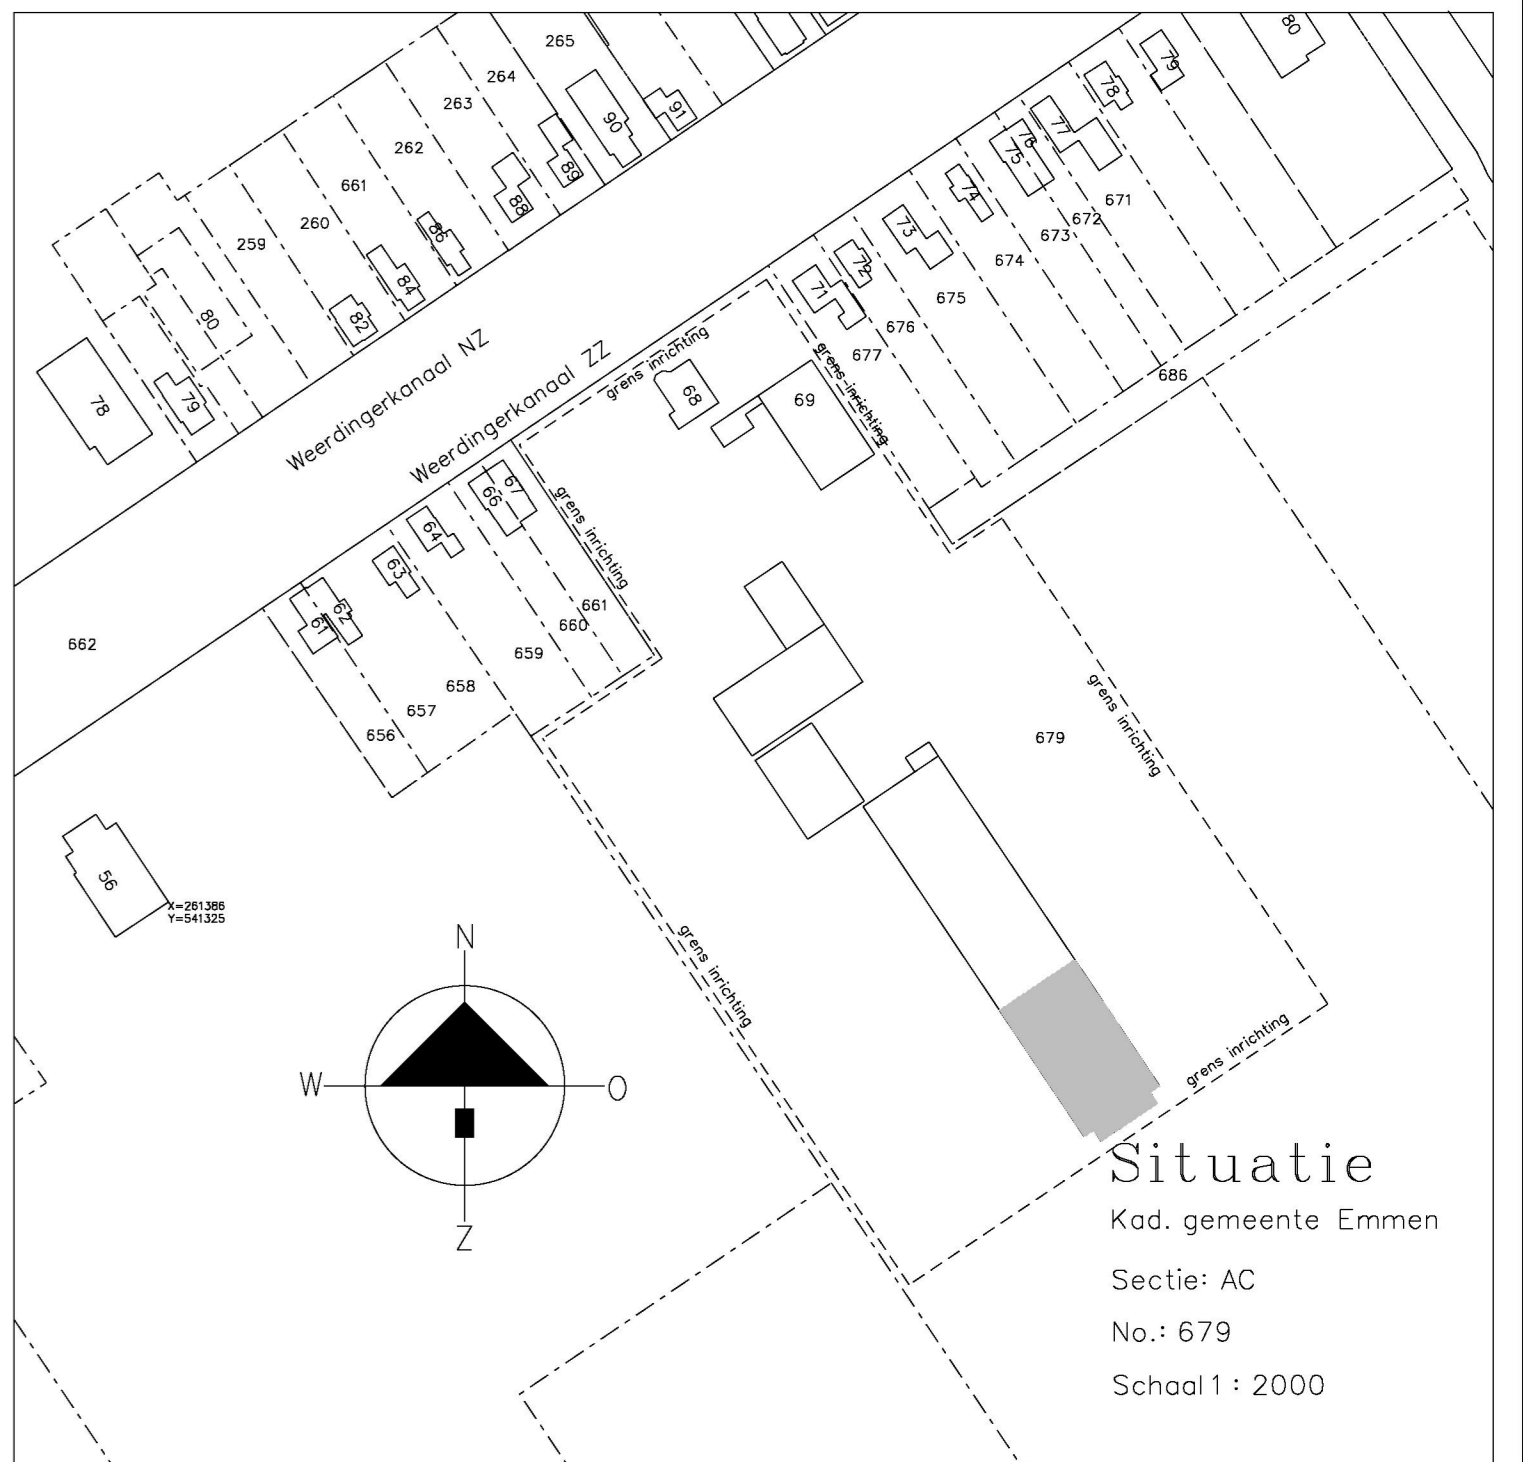 265
264
263
262
661
260
259
90
91
89
88
86
84
82
80
79
78
80
79
78
77
76
75
74
73
72
71
671
672
673
674
675
676
677
686
Weerdingerkanaal NZ
Weerdingerkanaal ZZ
grens inrichting
grens inrichting
68
69
67
66
64
63
62
61
grens inrichting
661
660
659
658
657
656
662
679
grens inrichting
56
X=261386
Y=541325
grens inrichting
grens inrichting
N
W
O
Z
Situatie
Kad. gemeente Emmen
Sectie: AC
No.: 679
Schaal 1 : 2000